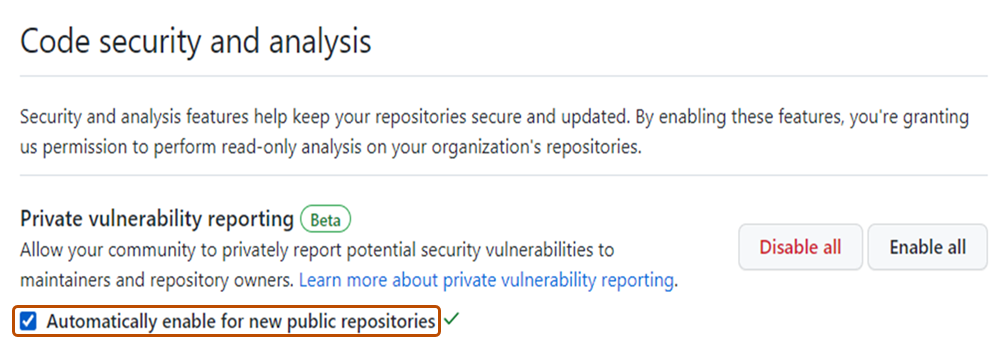 Code security and analysis
Security and analysis features help keep your repositories secure and updated. By enabling these features, you're granting
us permission to perform read-only analysis on your organization's repositories.
Private vulnerability reporting Beta
Allow your community to privately report potential security vulnerabilities to
maintainers and repository owners. Learn more about private vulnerability reporting.
Disable all
Enable all
Automatically enable for new public repositories